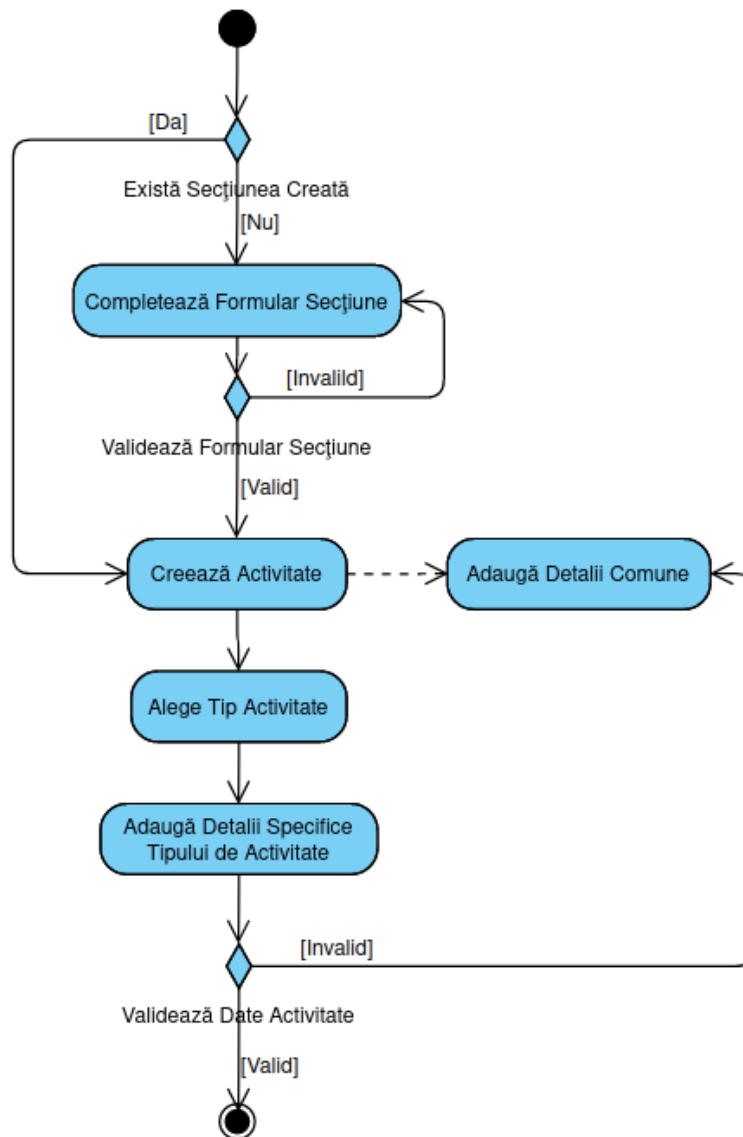 [Da]
Există Secţiunea Creată
[Nu]
Completează Formular Secţiune
[Invalild]
Validează Formular Secţiune
[Valid]
Creează Activitate
Adaugă Detalii Comune
Alege Tip Activitate
Adaugă Detalii Specifice
Tipului de Activitate
[Invalid]
Validează Date Activitate
[Valid]